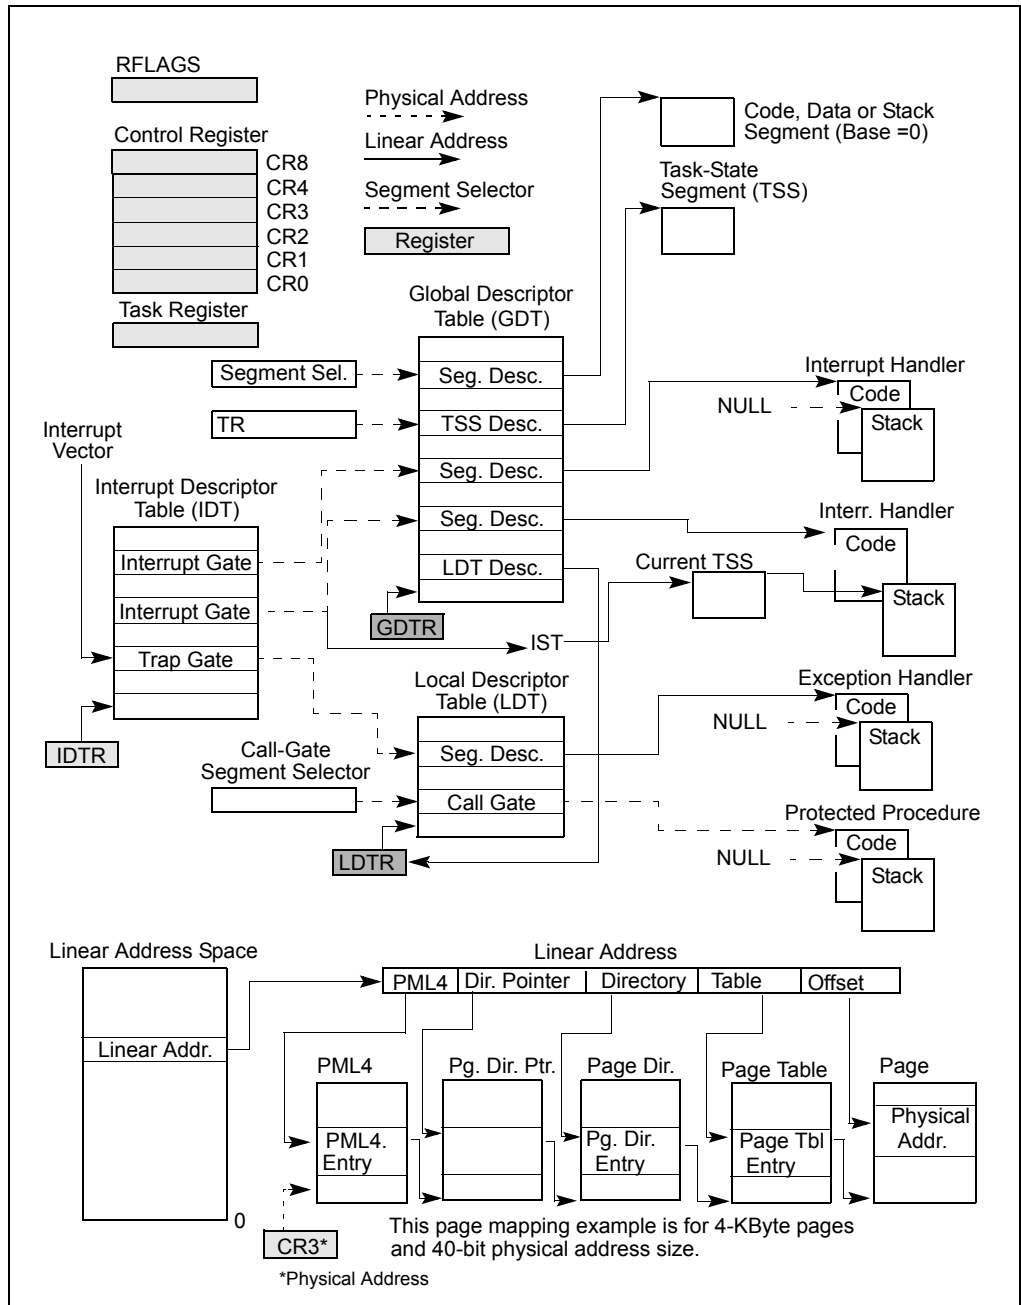 RFLAGS
Control Register
CR8
CR4
CR3
CR2
CR1
CR0
Task Register
Physical Address
Linear Address
Segment Selector
Register
Code, Data or Stack
Segment (Base =0)
Task-State
Segment (TSS)
Global Descriptor
Table (GDT)
Segment Sel.
Seg. Desc.
TR
TSS Desc.
Seg. Desc.
Seg. Desc.
LDT Desc.
GDTR
Interrupt Handler
Code
NULL
Stack
Interrupt
Vector
Interrupt Descriptor
Table (IDT)
Interrupt Gate
Interrupt Gate
Trap Gate
IDTR
Interr. Handler
Code
Current TSS
Stack
IST
Local Descriptor
Table (LDT)
Seg. Desc.
Call Gate
Call-Gate
Segment Selector
LDTR
Exception Handler
Code
NULL
Stack
Protected Procedure
Code
NULL
Stack
Linear Address Space
Linear Addr.
0
Linear Address
PML4
Dir. Pointer
Directory
Table
Offset
PML4
Pg. Dir. Ptr.
Page Dir.
Page Table
Page
PML4.
Entry
Pg. Dir.
Entry
Page Tbl
Entry
Physical
Addr.
CR3*
This page mapping example is for 4-KByte pages
and 40-bit physical address size.
*Physical Address